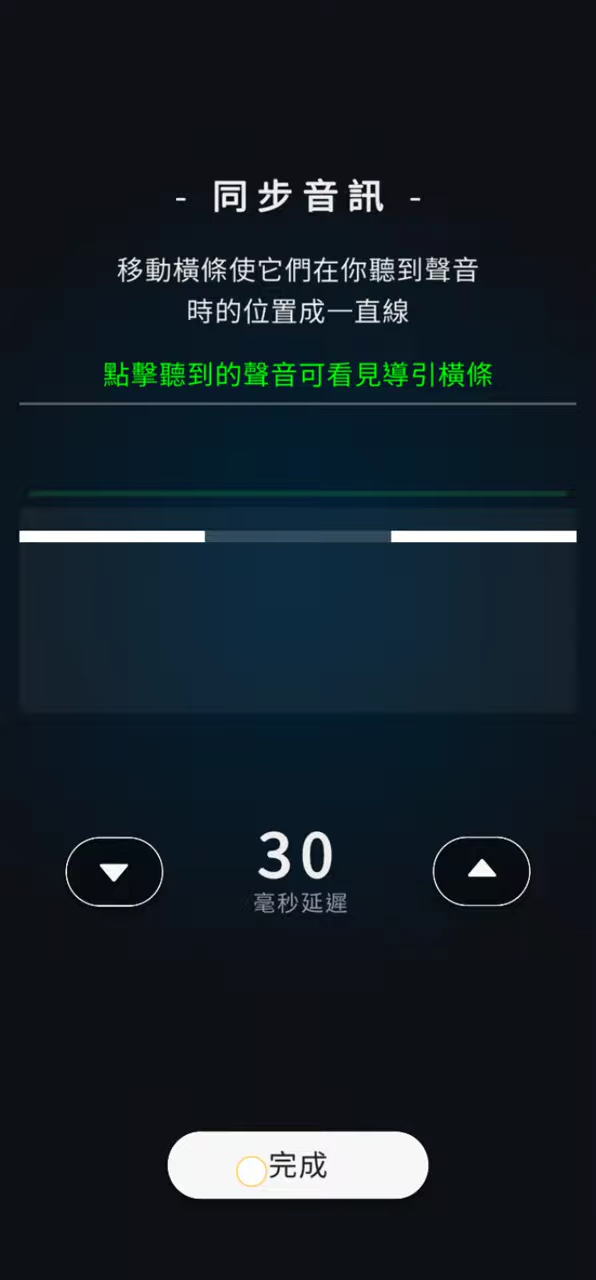 - 同步音訊 -
移動橫條使它們在你聽到聲音
時的位置成一直線
點擊聽到的聲音可看見導引橫條
30
毫秒延遲
完成